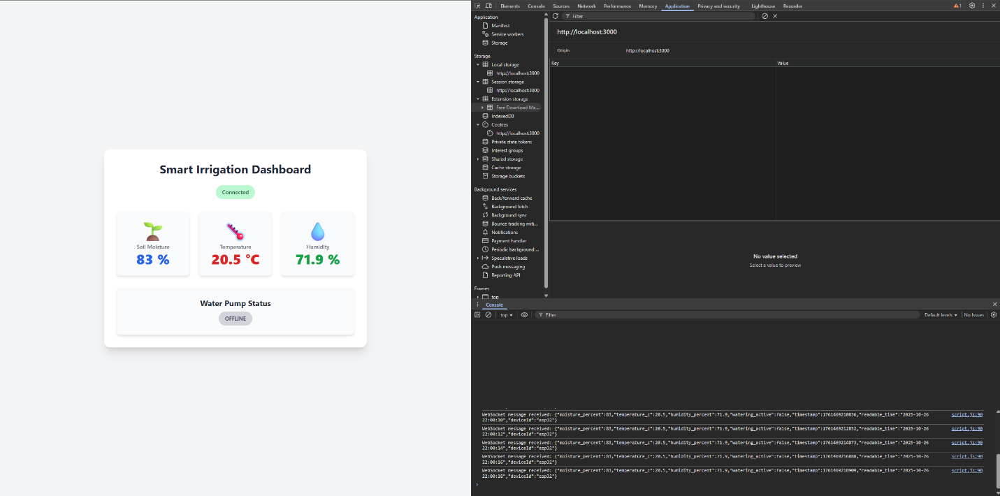 Smart Irrigation Dashboard
Connected
Soil Moisture
83 %
Temperature
20.5 °C
Humidity
71.9 %
Water Pump Status
OFFLINE
Elements Console Sources Network Performance Memory Application Privacy and security Lighthouse Recorder 1
Application
Manifest
Service workers
Storage
Storage
Local storage
http://localhost:3000
Session storage
http://localhost:3000
Extension storage
Free Download Ma...
IndexedDB
Cookies
http://localhost:3000
Private state tokens
Interest groups
Shared storage
Cache storage
Storage buckets
Background services
Back/forward cache
Background fetch
Background sync
Bounce tracking miti...
Notifications
Payment handler
Periodic background ...
Speculative loads
Push messaging
Reporting API
Frames
top
Filter
http://localhost:3000
Origin http://localhost:3000
Key Value
No value selected
Select a value to preview
Console
top Filter Default levels No Issues
WebSocket message received: {"moisture_percent":83,"temperature_c":20.5,"humidity_percent":71.9,"watering_active":false,"timestamp":1761469210836,"readable_time":"2025-10-26 script.js:90
22:00:10","deviceId":"esp32"}
WebSocket message received: {"moisture_percent":83,"temperature_c":20.5,"humidity_percent":71.9,"watering_active":false,"timestamp":1761469212852,"readable_time":"2025-10-26 script.js:90
22:00:12","deviceId":"esp32"}
WebSocket message received: {"moisture_percent":83,"temperature_c":20.5,"humidity_percent":71.9,"watering_active":false,"timestamp":1761469214873,"readable_time":"2025-10-26 script.js:90
22:00:14","deviceId":"esp32"}
WebSocket message received: {"moisture_percent":83,"temperature_c":20.5,"humidity_percent":71.9,"watering_active":false,"timestamp":1761469216888,"readable_time":"2025-10-26 script.js:90
22:00:16","deviceId":"esp32"}
WebSocket message received: {"moisture_percent":83,"temperature_c":20.5,"humidity_percent":71.9,"watering_active":false,"timestamp":1761469218909,"readable_time":"2025-10-26 script.js:90
22:00:18","deviceId":"esp32"}